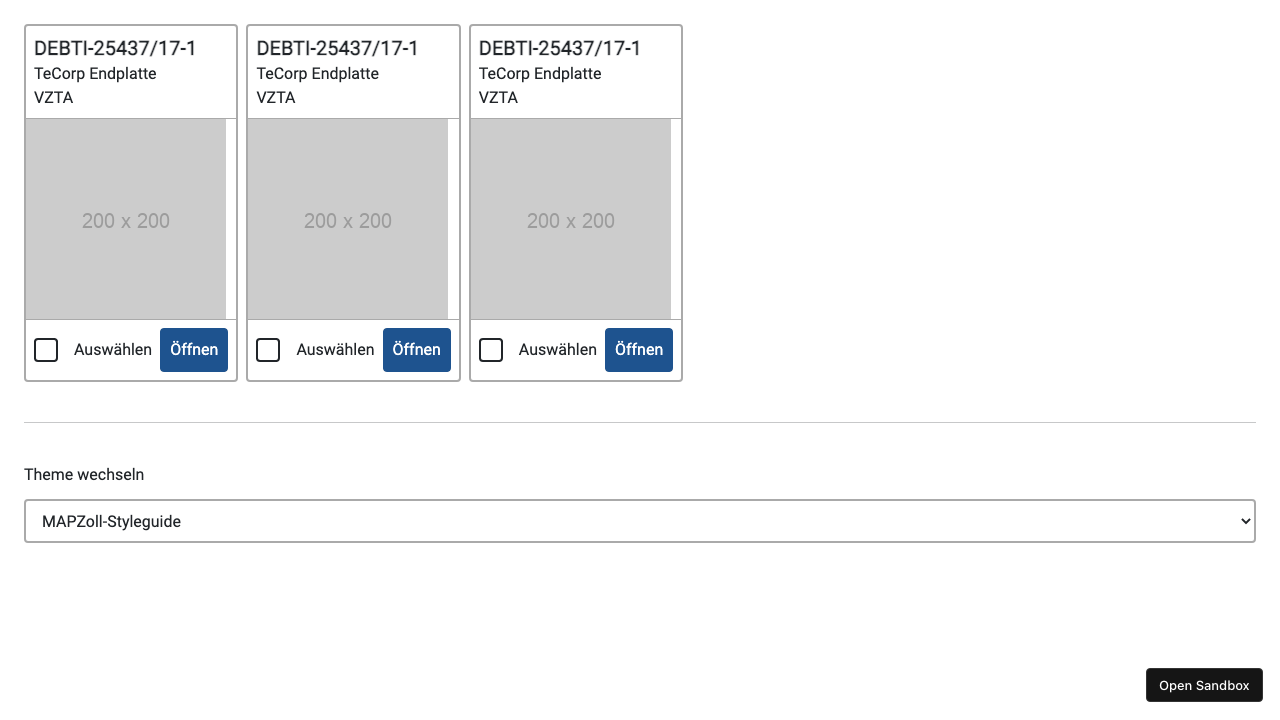 DEBTI-25437/17-1
TeCorp Endplatte
VZTA
200 x 200
Auswählen
Öffnen
DEBTI-25437/17-1
TeCorp Endplatte
VZTA
200 x 200
Auswählen
Öffnen
DEBTI-25437/17-1
TeCorp Endplatte
VZTA
200 x 200
Auswählen
Öffnen
Theme wechseln
MAPZoll-Styleguide
Open Sandbox